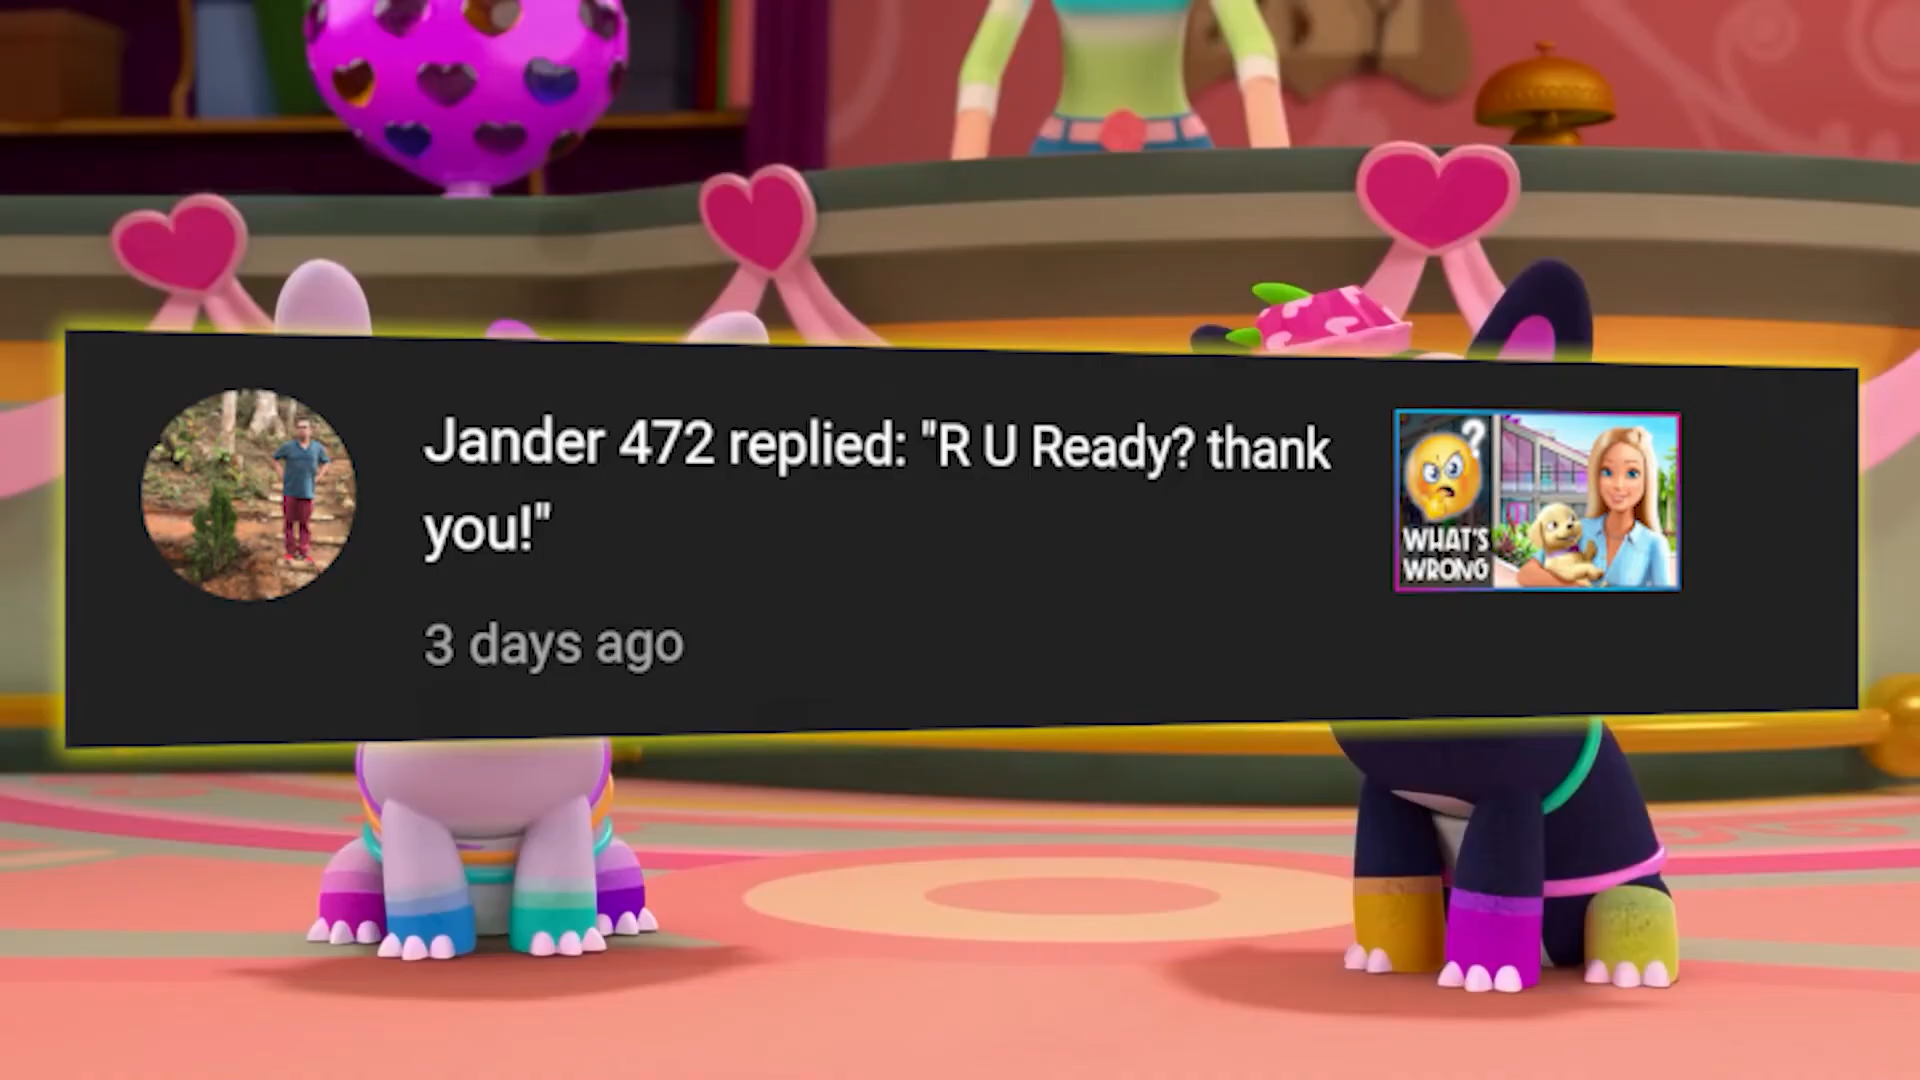 Jander 472 replied: "R U Ready? thank
you!"
3 days ago
?
WHAT'S
WRONG